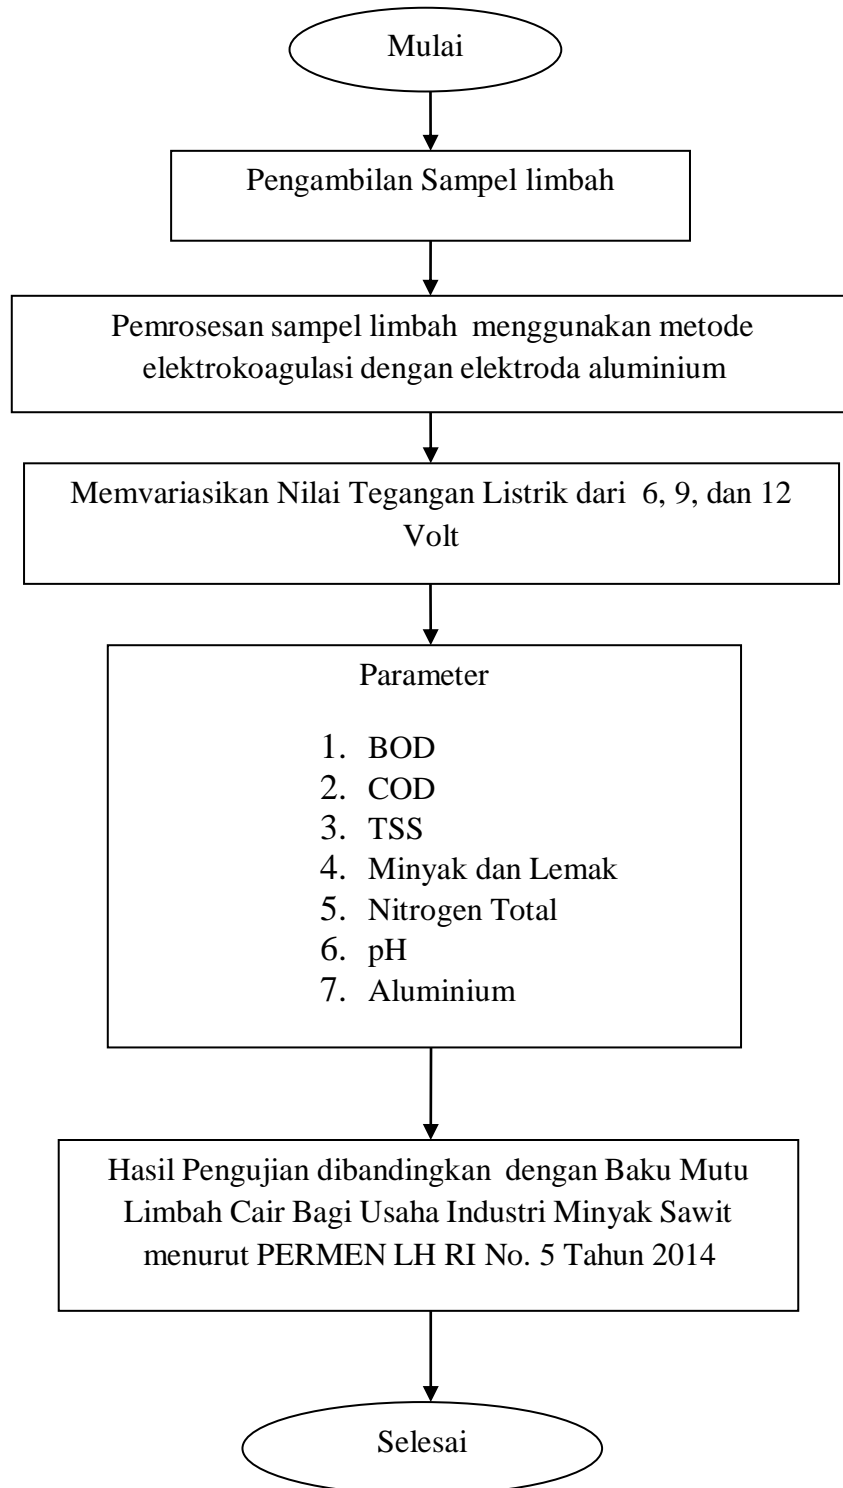 Mulai
Pengambilan Sampel limbah
Pemrosesan sampel limbah menggunakan metode
elektrokoagulasi dengan elektroda aluminium
Memvariasikan Nilai Tegangan Listrik dari 6, 9, dan 12
Volt
Parameter
1. BOD
2. COD
3. TSS
4. Minyak dan Lemak
5. Nitrogen Total
6. pH
7. Aluminium
Hasil Pengujian dibandingkan dengan Baku Mutu
Limbah Cair Bagi Usaha Industri Minyak Sawit
menurut PERMEN LH RI No. 5 Tahun 2014
Selesai